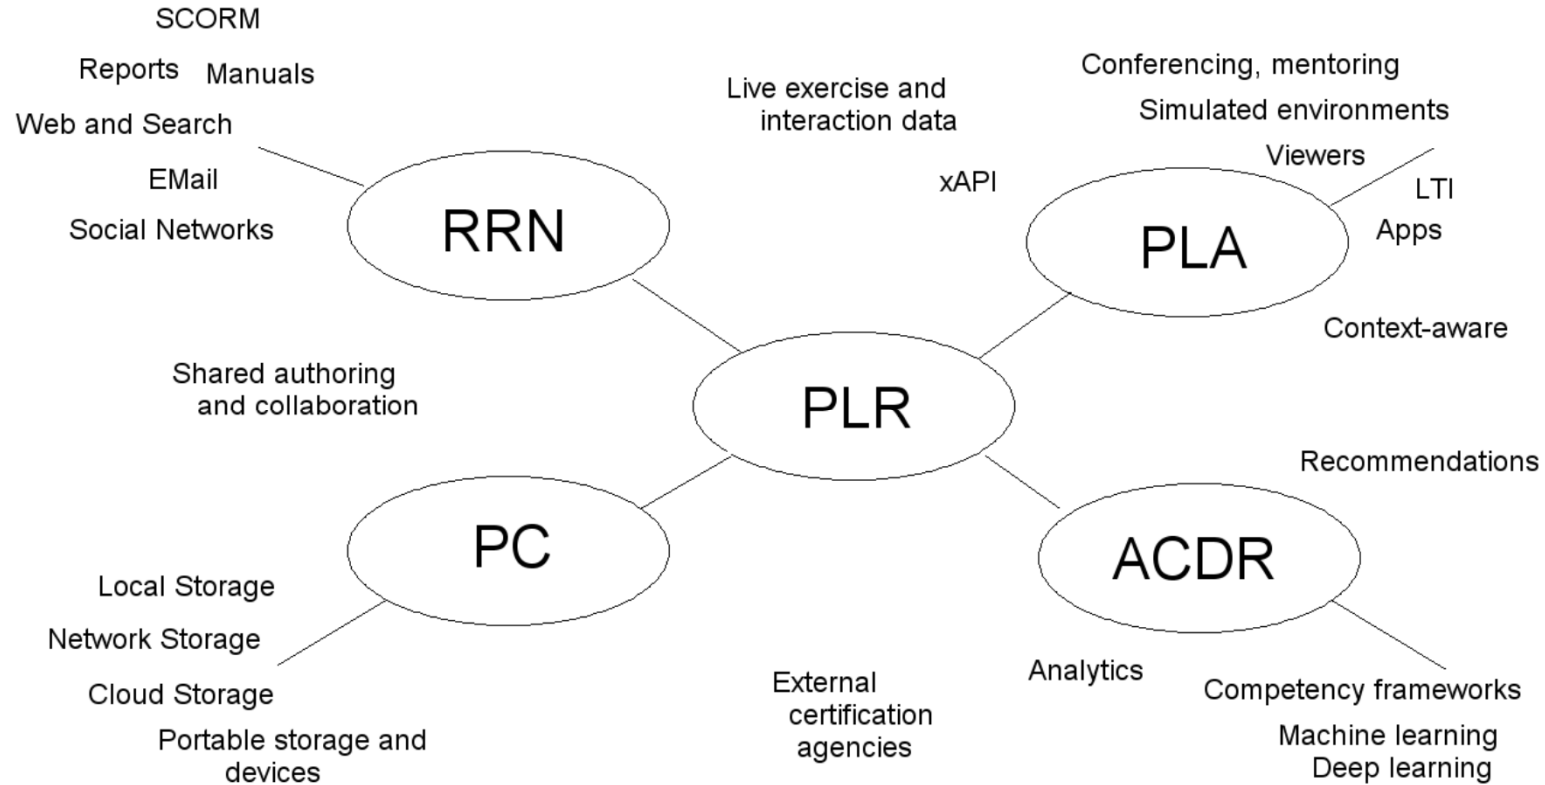 SCORM
Reports
Manuals
Web and Search
EMail
Social Networks
RRN
Live exercise and
interaction data
xAPI
Conferencing, mentoring
Simulated environments
Viewers
LTI
Apps
PLA
Context-aware
Shared authoring
and collaboration
PLR
Recommendations
PC
ACDR
Local Storage
Network Storage
Cloud Storage
Portable storage and
devices
External
certification
agencies
Analytics
Competency frameworks
Machine learning
Deep learning